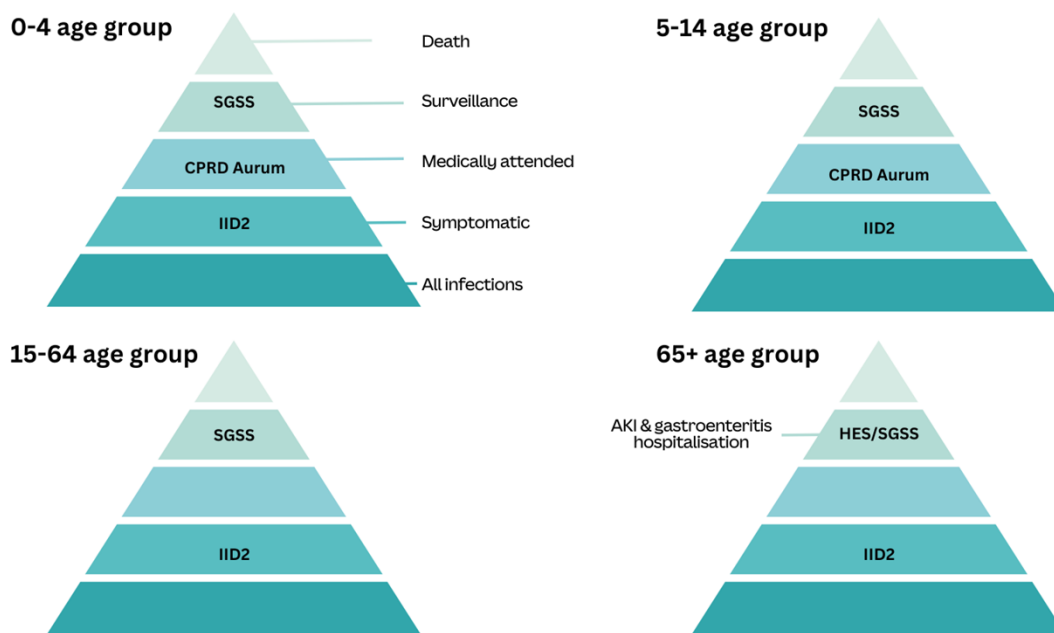 0-4 age group
Death
SGSS
Surveillance
CPRD Aurum
Medically attended
IID2
Symptomatic
All infections
5-14 age group
SGSS
CPRD Aurum
IID2
15-64 age group
SGSS
IID2
65+ age group
AKI & gastroenteritis
hospitalisation
HES/SGSS
IID2